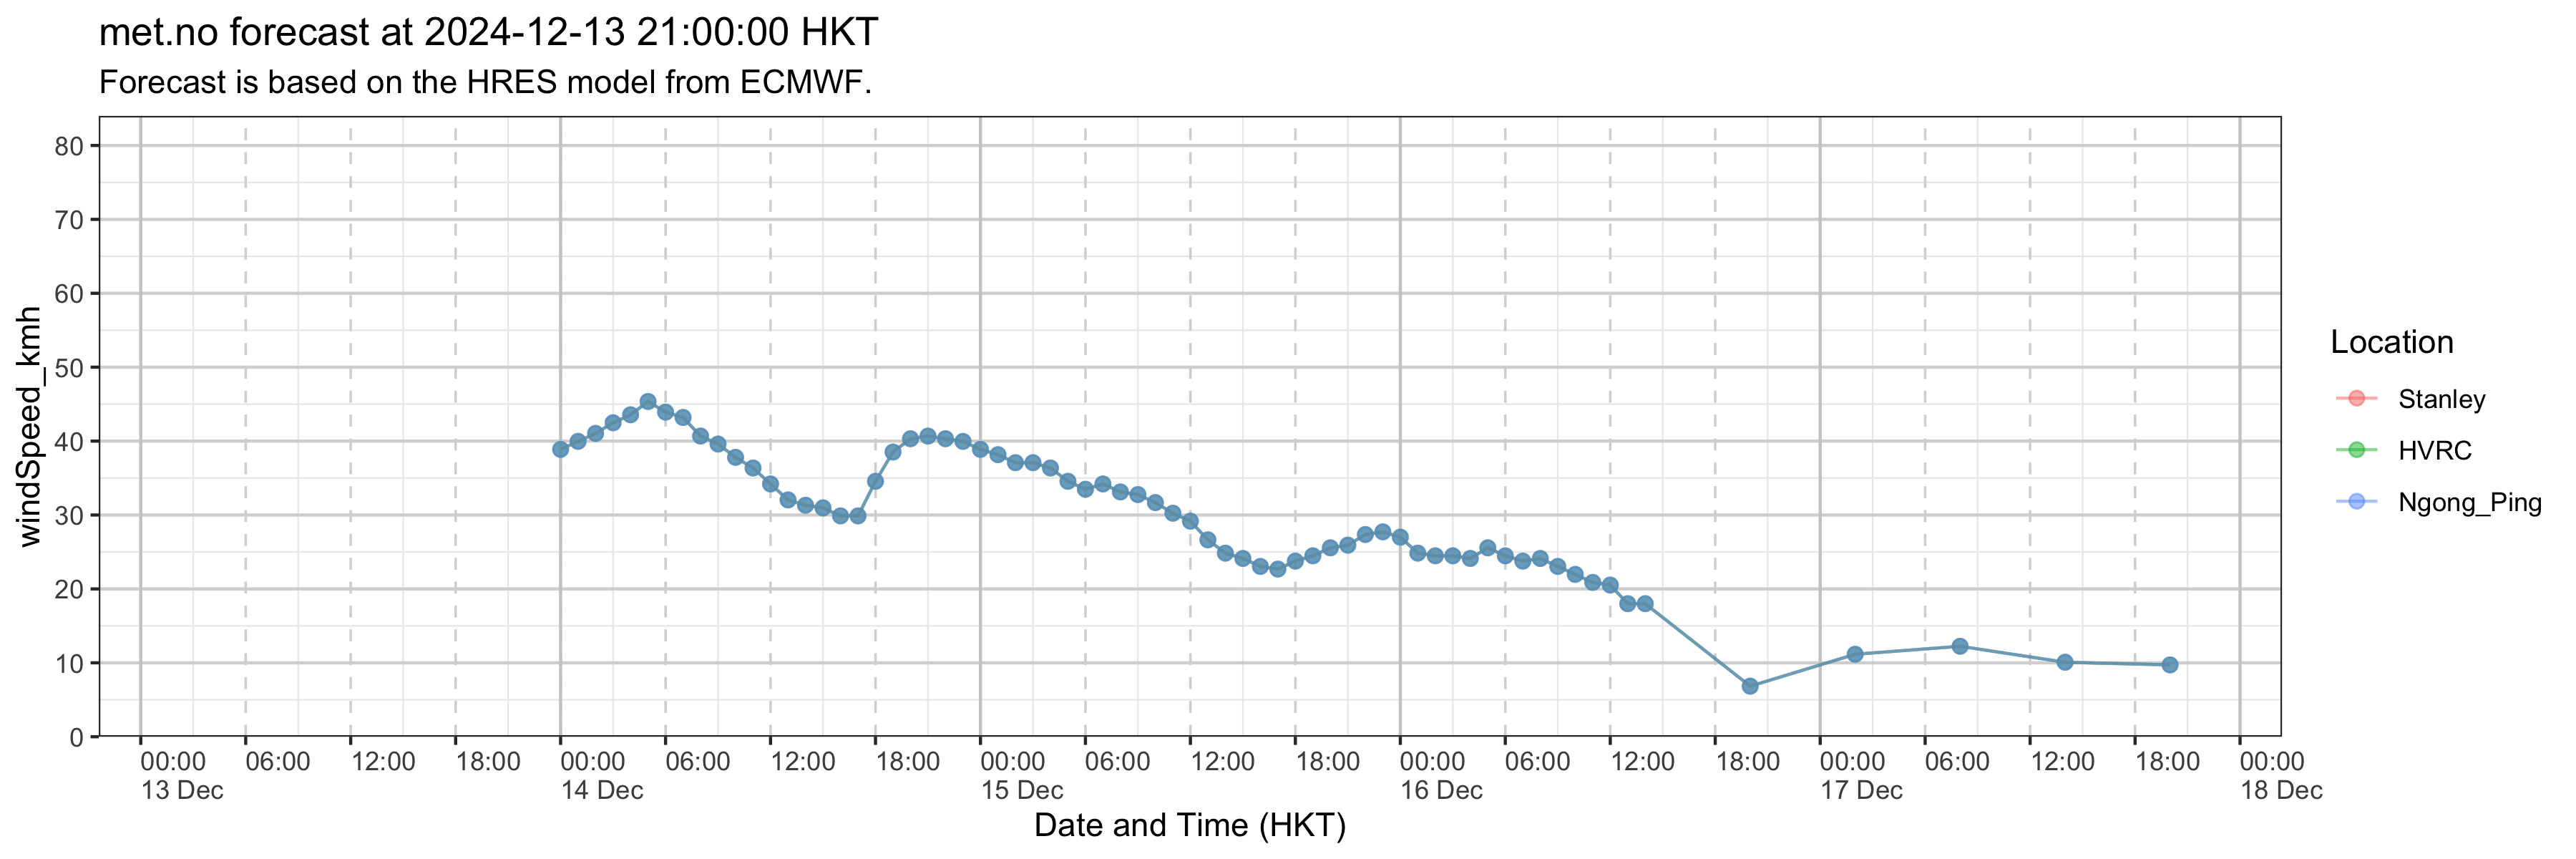 met.no forecast at 2024-12-13 21:00:00 HKT
Forecast is based on the HRES model from ECMWF.
windSpeed_kmh
80
70
60
50
40
30
20
10
0
00:00 06:00 12:00 18:00 00:00 06:00 12:00 18:00 00:00 06:00 12:00 18:00 00:00 06:00 12:00 18:00 00:00 06:00 12:00 18:00 00:00
13 Dec 14 Dec 15 Dec 16 Dec 17 Dec 18 Dec
Date and Time (HKT)
Location
Stanley
HVRC
Ngong_Ping